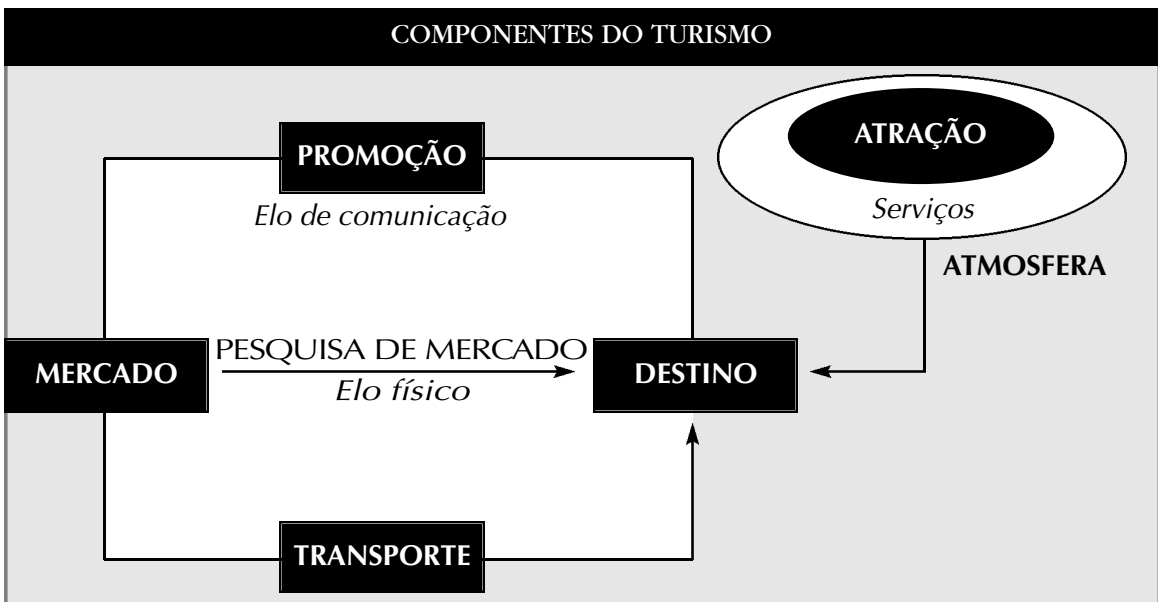 COMPONENTES DO TURISMO
ATRAÇÃO
Serviços
ATMOSFERA
PROMOÇÃO
Elo de comunicação
MERCADO
PESQUISA DE MERCADO
Elo físico
DESTINO
TRANSPORTE